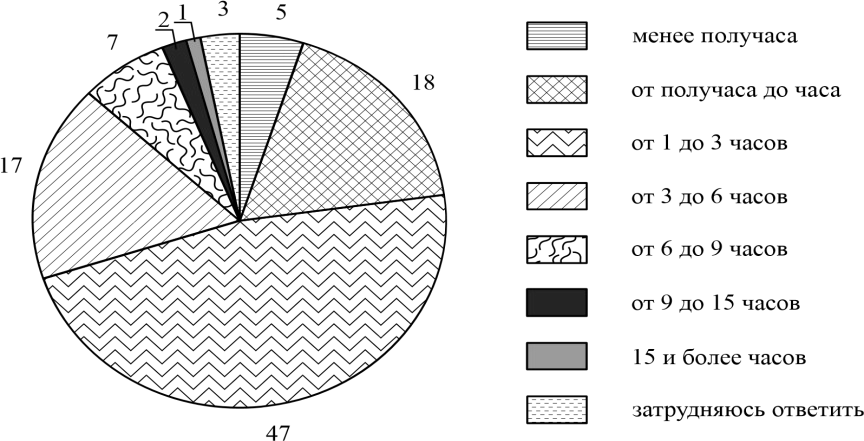 2
1
3
5
7
18
17
47
менее получаса
от получаса до часа
от 1 до 3 часов
от 3 до 6 часов
от 6 до 9 часов
от 9 до 15 часов
15 и более часов
затрудняюсь ответить